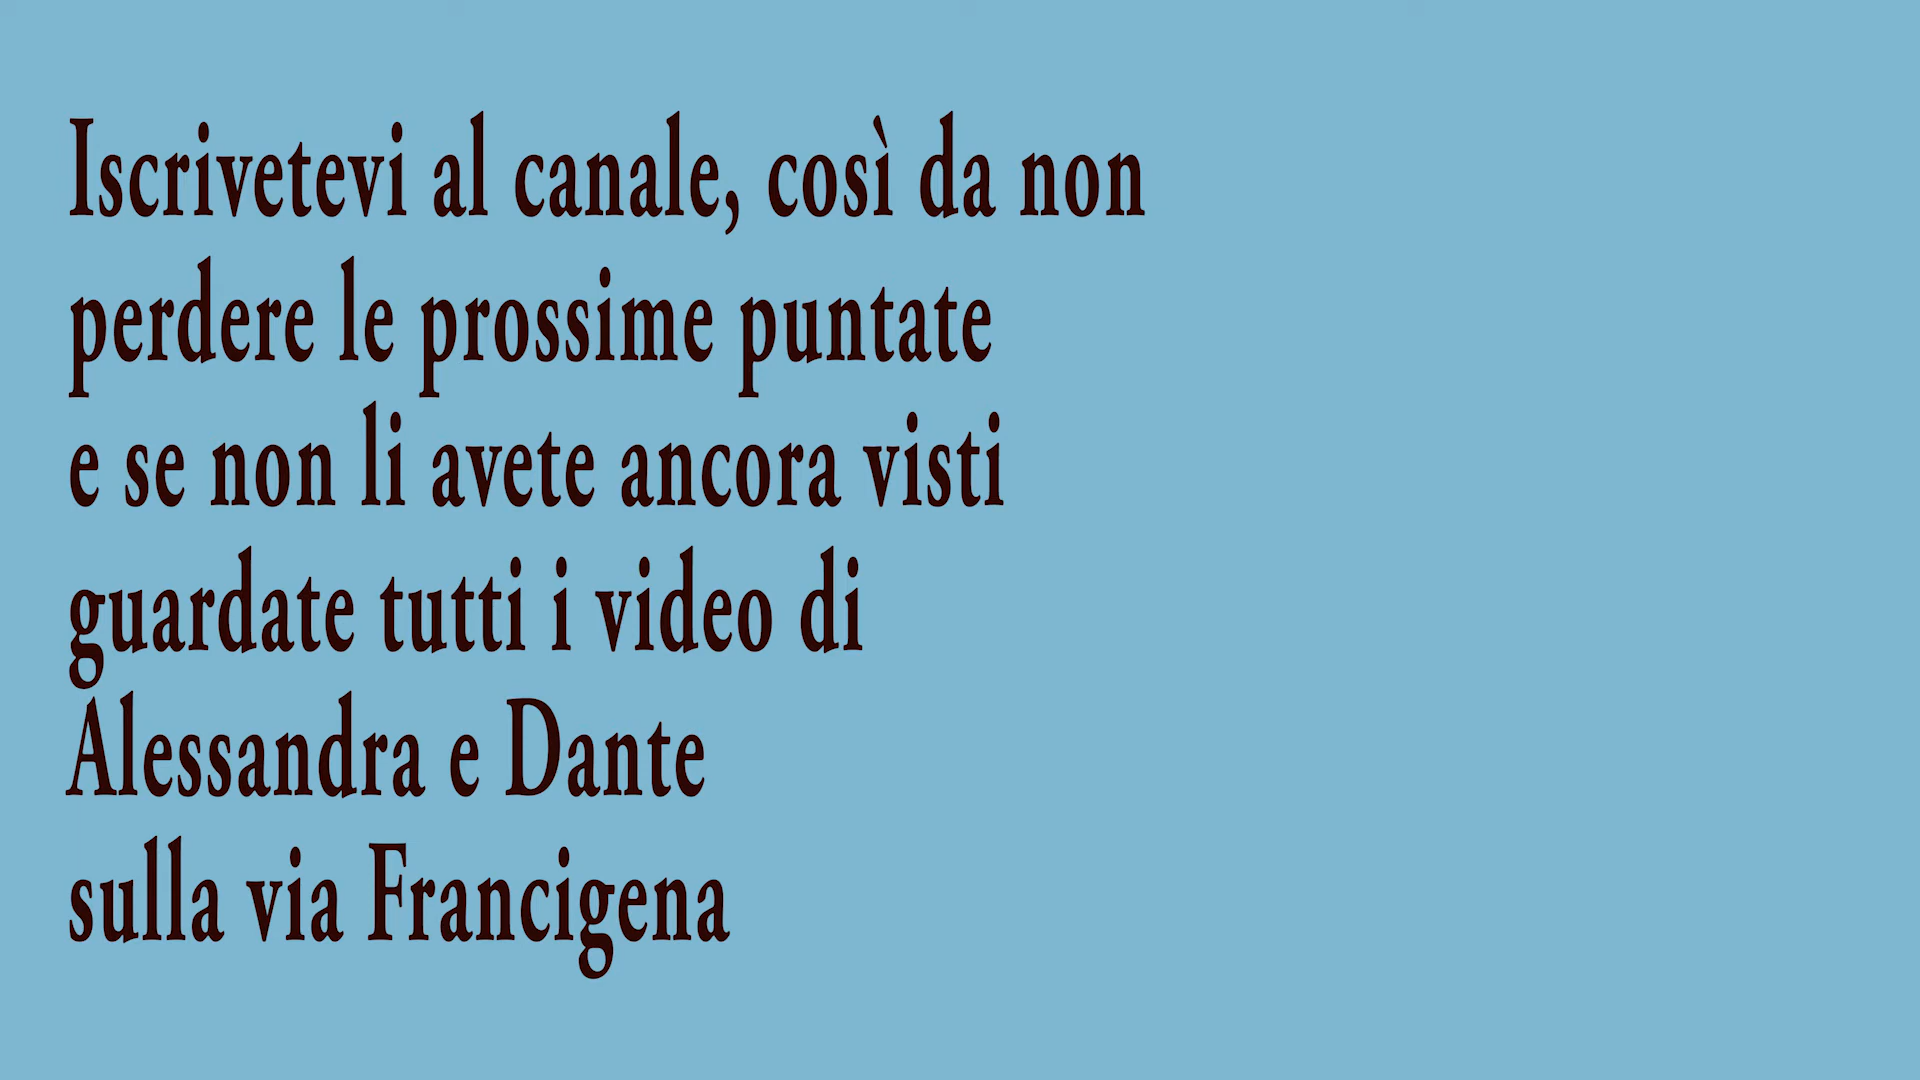 Iscrivetevi al canale, così da non
perdere le prossime puntate
e se non li avete ancora visti
guardate tutti i video di
Alessandra e Dante
sulla via Francigena